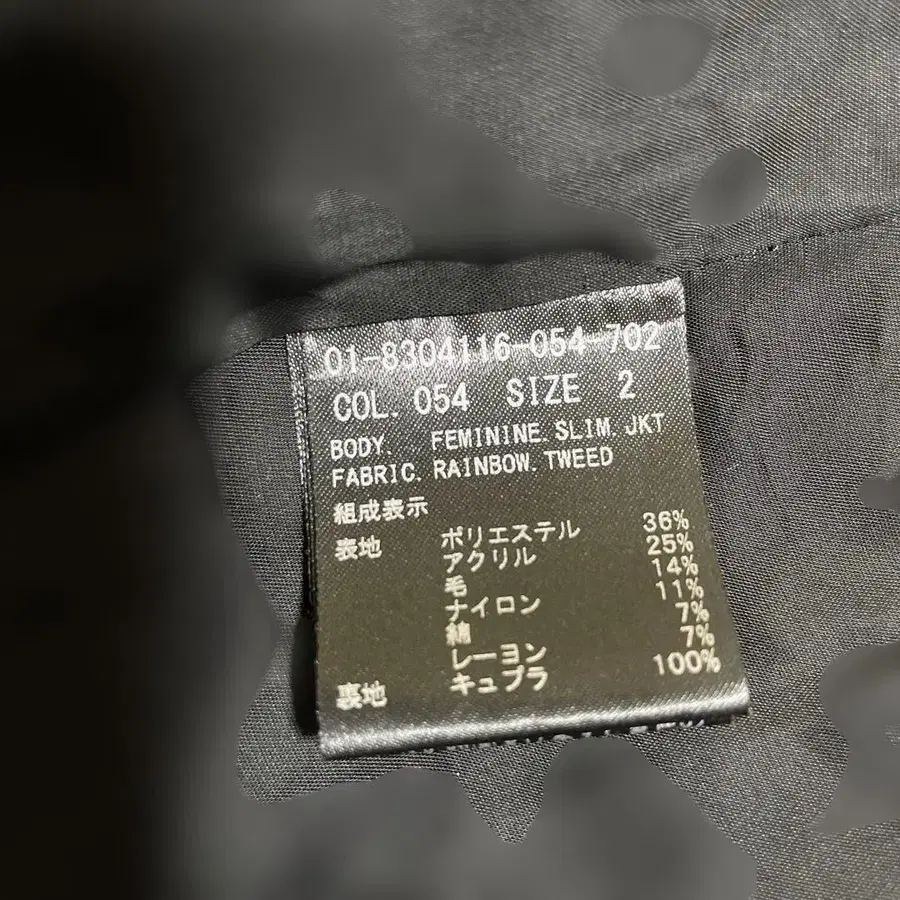 01-8304116-054-702
COL. 054 SIZE 2
BODY. FEMININE. SLIM. JKT
FABRIC. RAINBOW. TWEED
組成表示
表地 ポリエステル 36%
アクリル 25%
毛 14%
ナイロン 11%
綿 7%
レーヨン 7%
裏地 キュプラ 100%